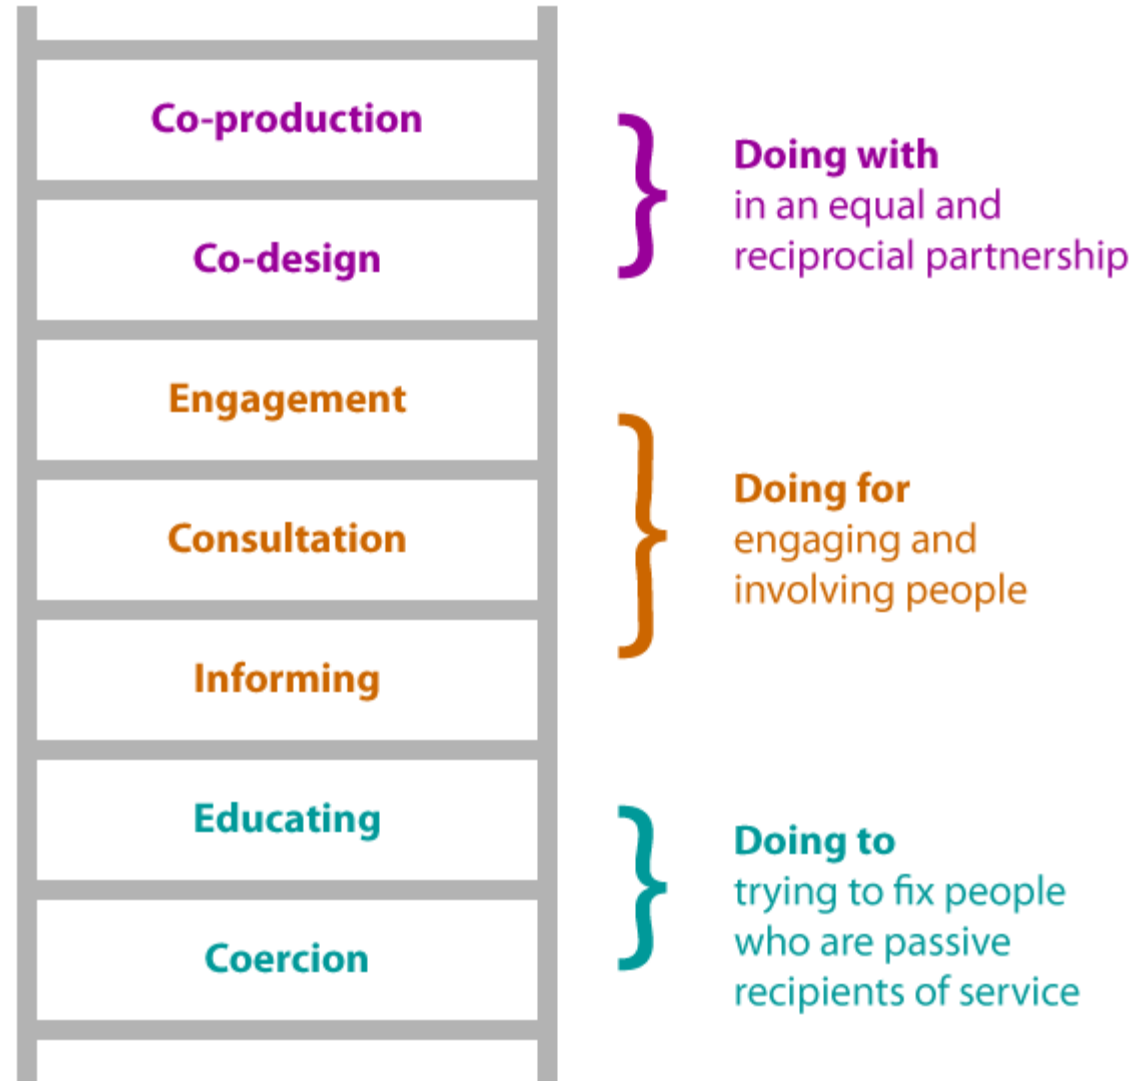 Co-production
Co-design
Engagement
Consultation
Informing
Educating
Coercion
Doing with
in an equal and
reciprocial partnership
Doing for
engaging and
involving people
Doing to
trying to fix people
who are passive
recipients of service